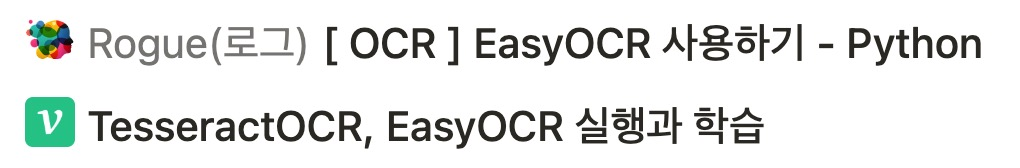 Rogue(로그) [ OCR ] EasyOCR 사용하기 - Python
V TesseractOCR, EasyOCR 실행과 학습